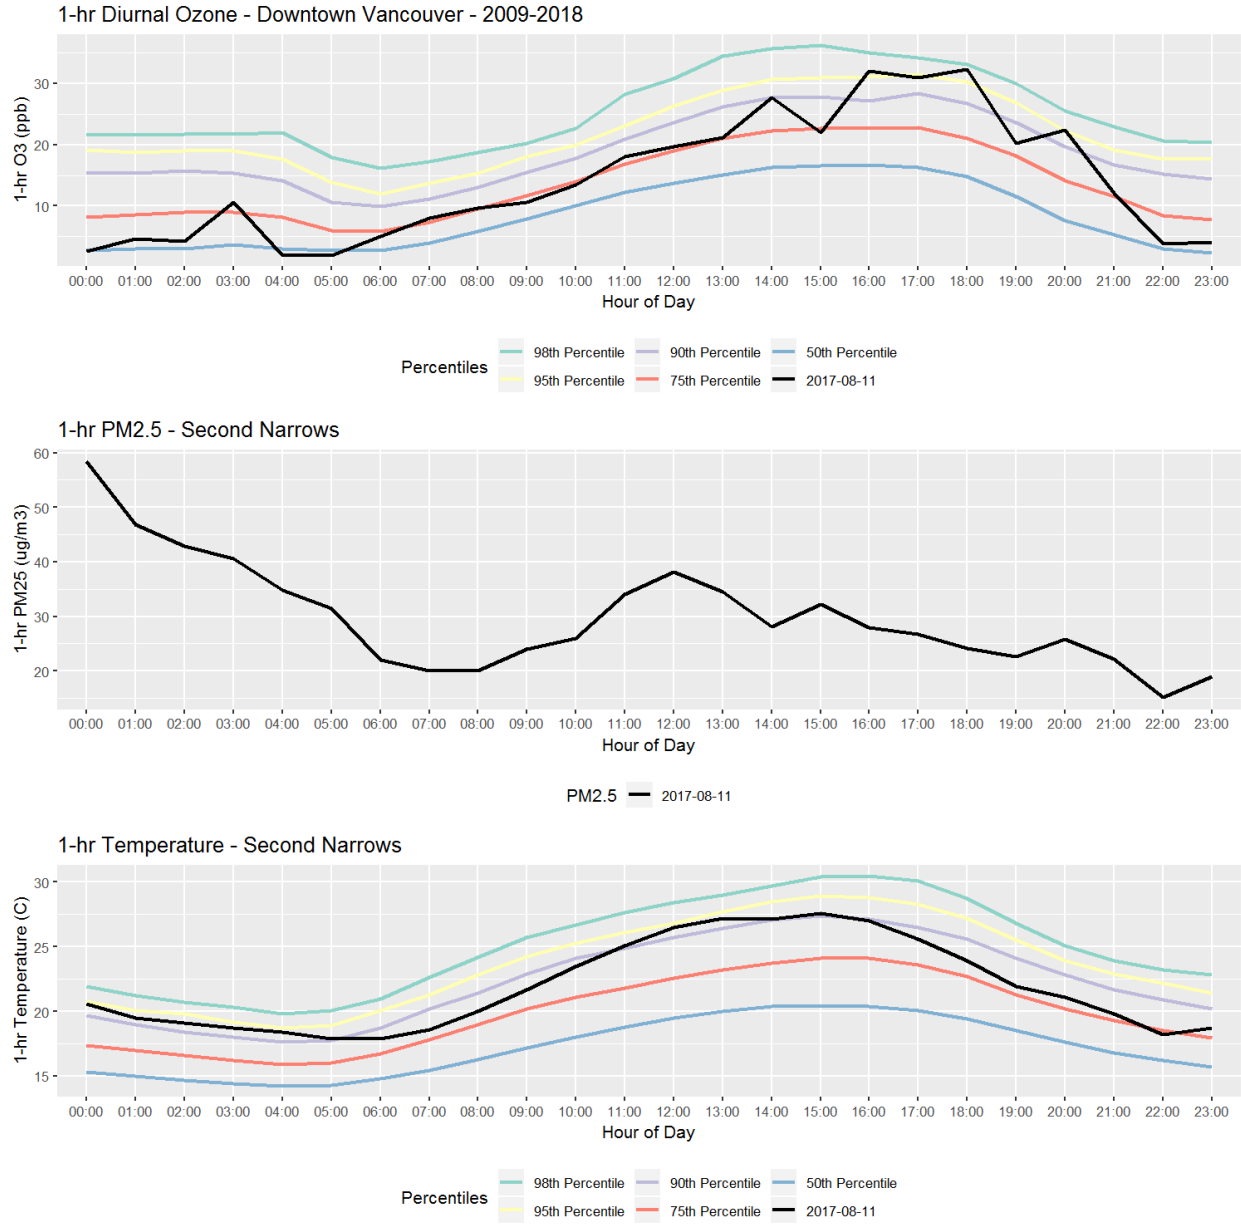 1-hr Diurnal Ozone - Downtown Vancouver - 2009-2018
1-hr O3 (ppb)
30
20
10
00:00 01:00 02:00 03:00 04:00 05:00 06:00 07:00 08:00 09:00 10:00 11:00 12:00 13:00 14:00 15:00 16:00 17:00 18:00 19:00 20:00 21:00 22:00 23:00
Hour of Day
Percentiles
98th Percentile 90th Percentile 50th Percentile
95th Percentile 75th Percentile 2017-08-11
1-hr PM2.5 - Second Narrows
1-hr PM25 (ug/m3)
60
50
40
30
20
00:00 01:00 02:00 03:00 04:00 05:00 06:00 07:00 08:00 09:00 10:00 11:00 12:00 13:00 14:00 15:00 16:00 17:00 18:00 19:00 20:00 21:00 22:00 23:00
Hour of Day
PM2.5 2017-08-11
1-hr Temperature - Second Narrows
1-hr Temperature (C)
30
25
20
15
00:00 01:00 02:00 03:00 04:00 05:00 06:00 07:00 08:00 09:00 10:00 11:00 12:00 13:00 14:00 15:00 16:00 17:00 18:00 19:00 20:00 21:00 22:00 23:00
Hour of Day
Percentiles
98th Percentile 90th Percentile 50th Percentile
95th Percentile 75th Percentile 2017-08-11